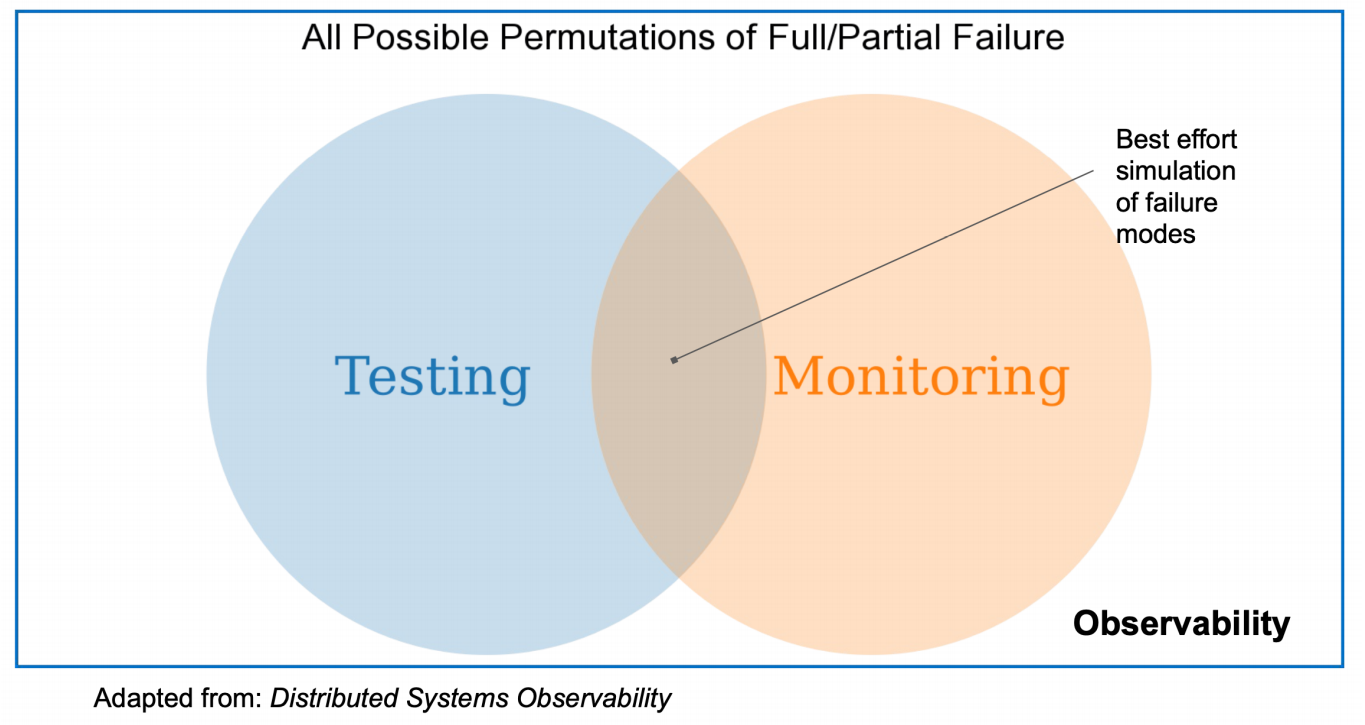 All Possible Permutations of Full/Partial Failure
Best effort
simulation
of failure
modes
Testing
Monitoring
Observability
Adapted from: Distributed Systems Observability